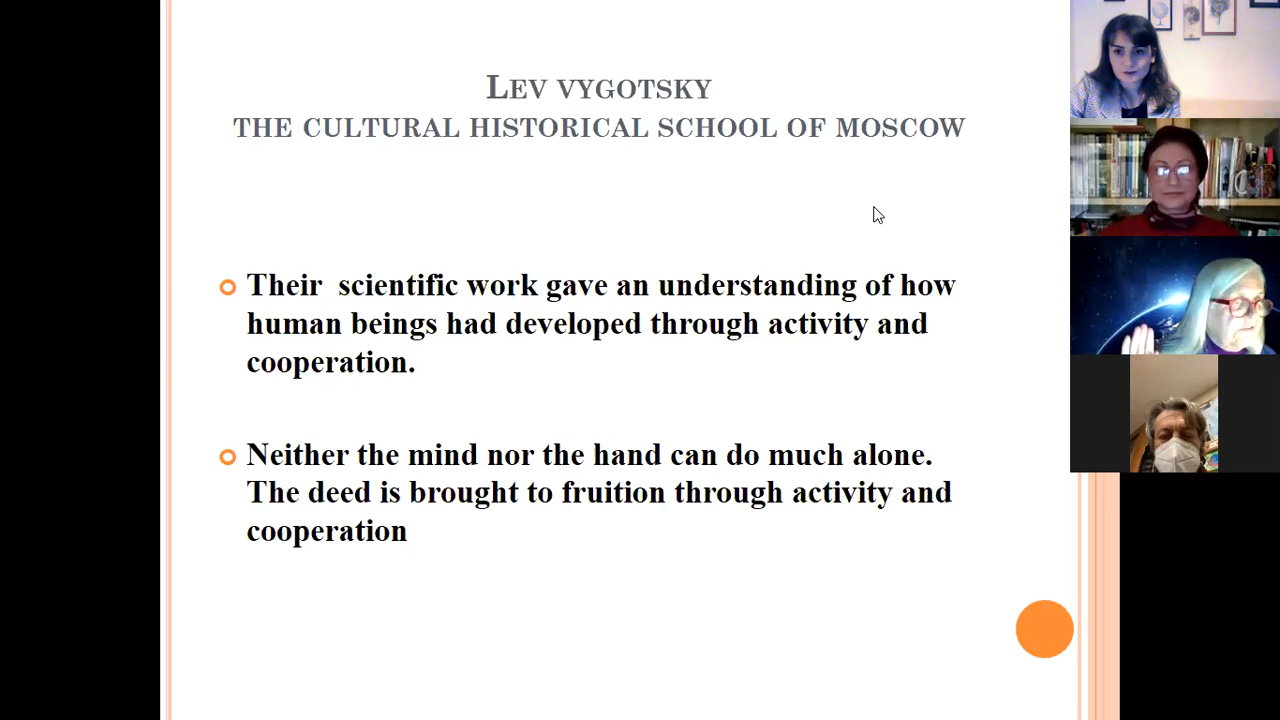 LEV VYGOTSKY
THE CULTURAL HISTORICAL SCHOOL OF MOSCOW
Their scientific work gave an understanding of how
human beings had developed through activity and
cooperation.
Neither the mind nor the hand can do much alone.
The deed is brought to fruition through activity and
cooperation